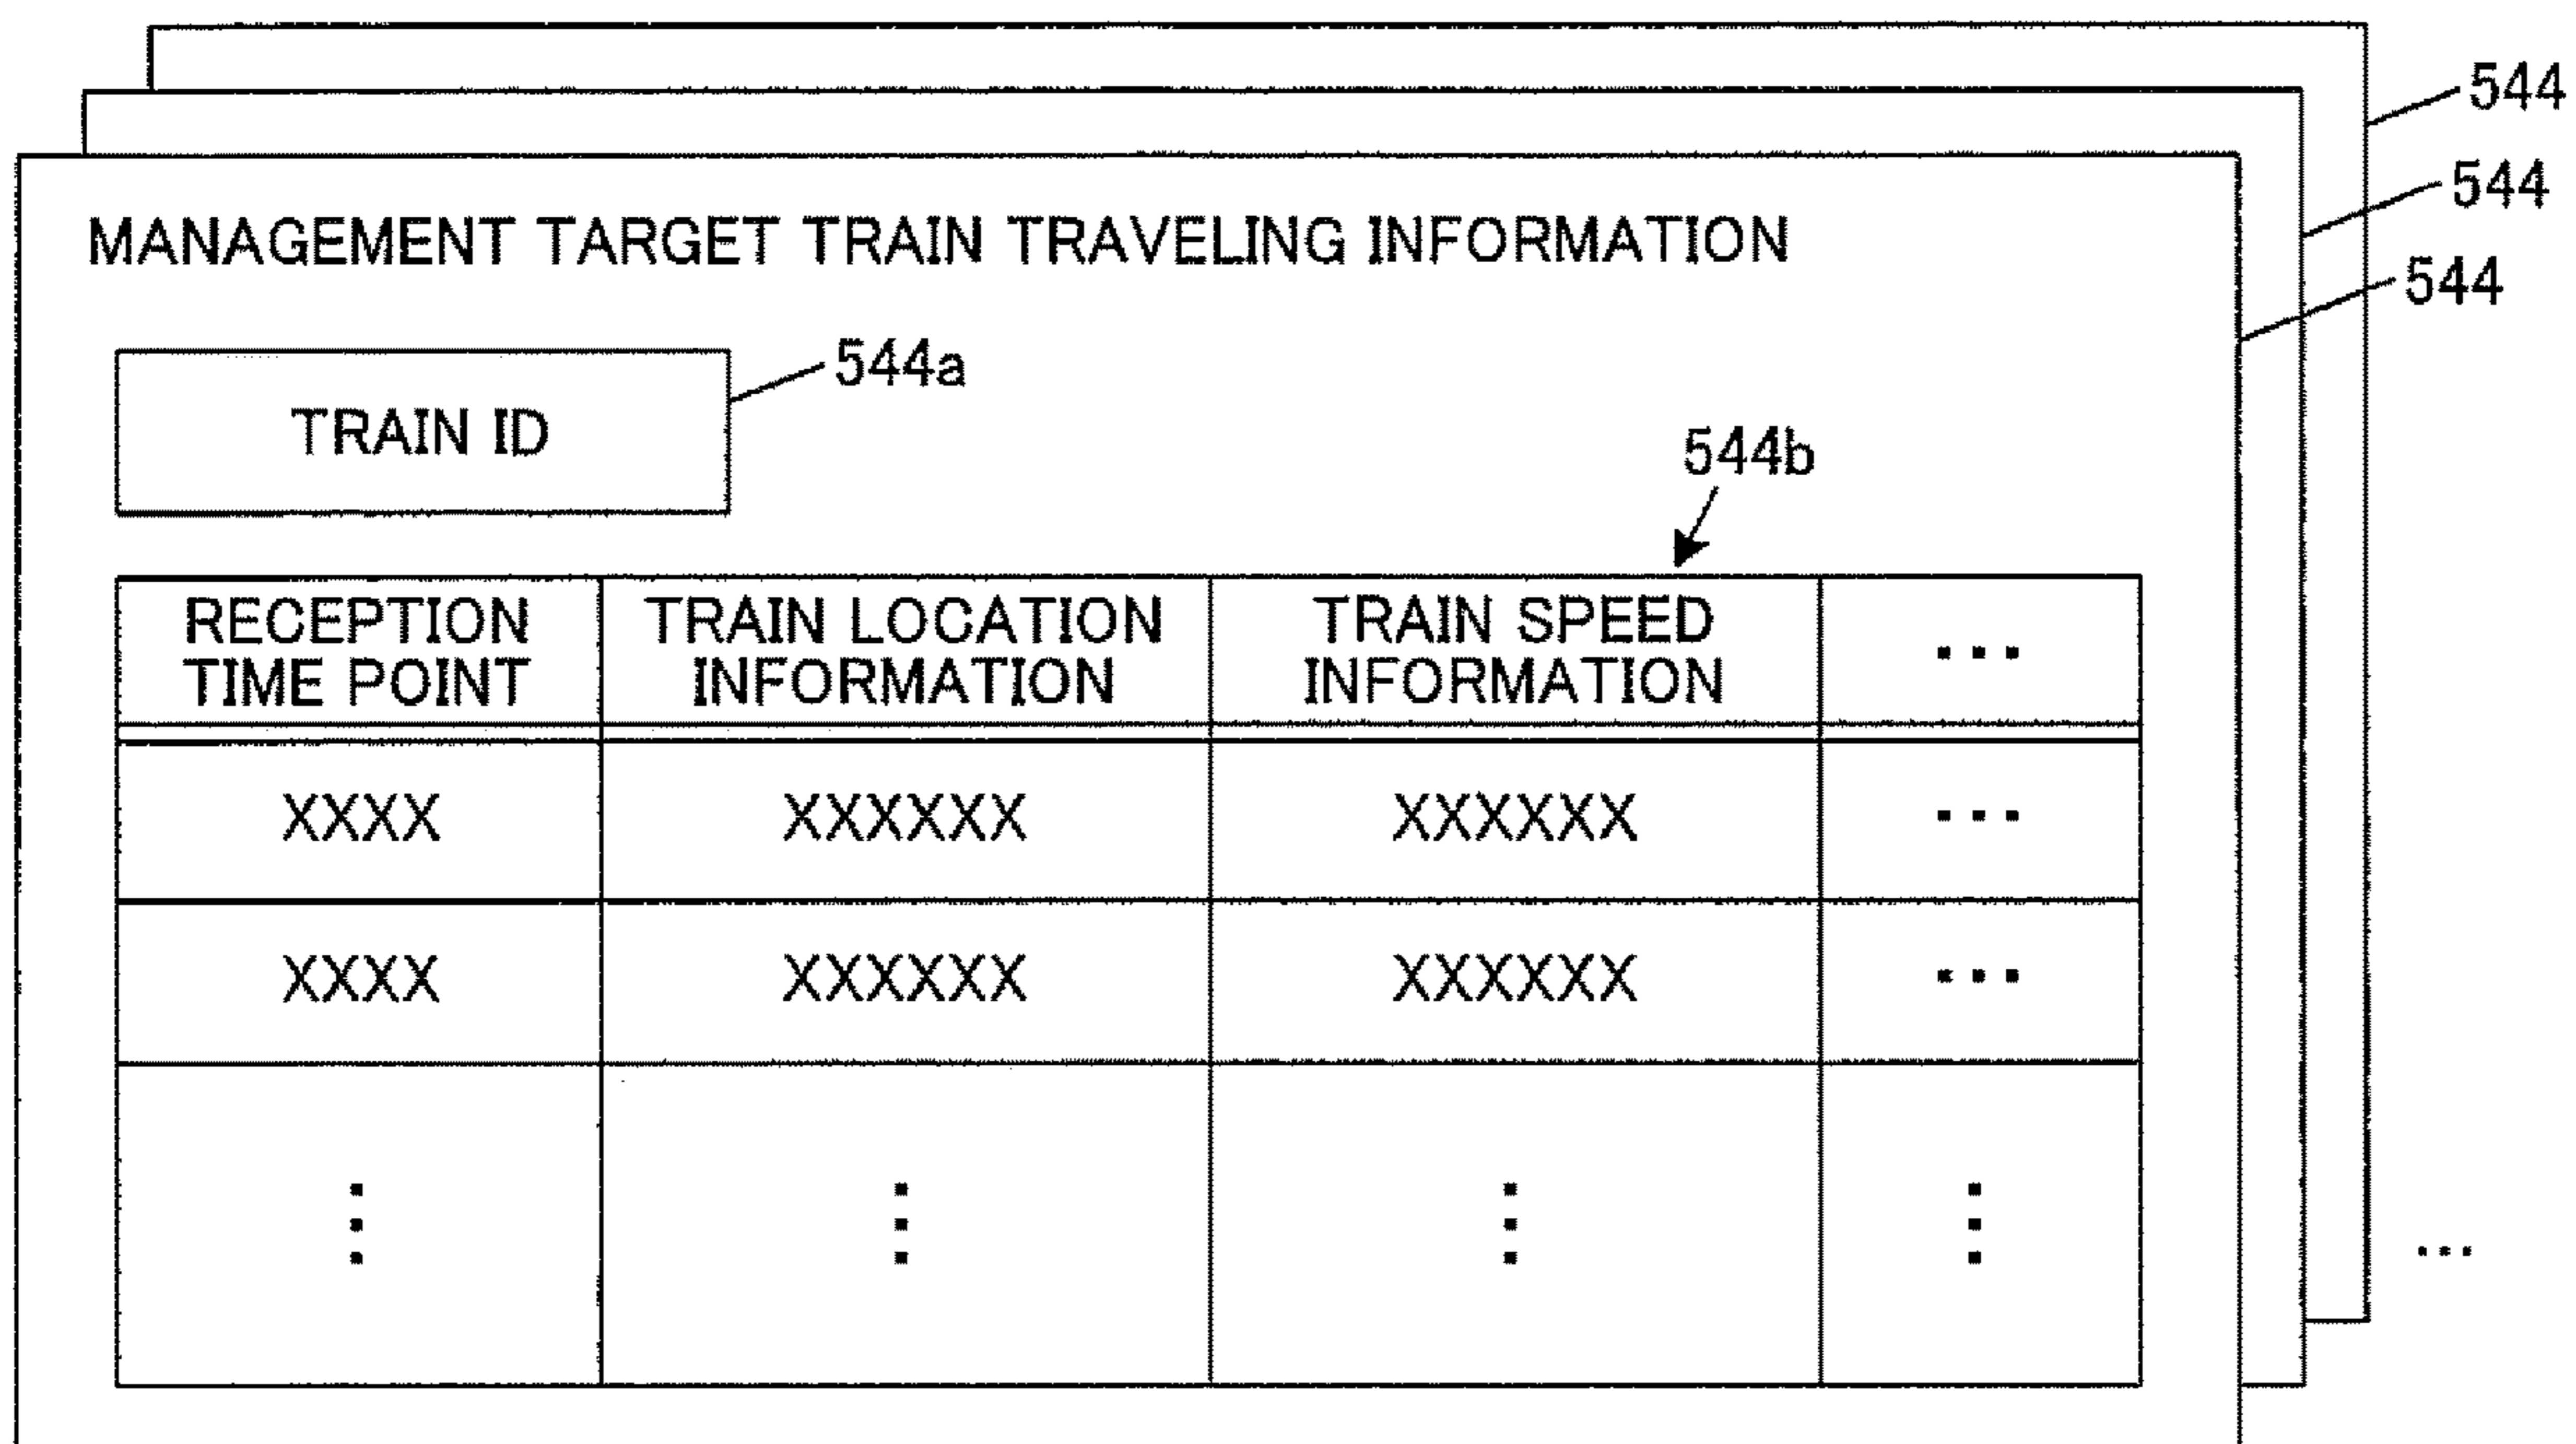 544
544
MANAGEMENT TARGET TRAIN TRAVELING INFORMATION
544
544a
TRAIN ID
544b
RECEPTION TIME POINT
TRAIN LOCATION INFORMATION
TRAIN SPEED INFORMATION
...
XXXX XXXXXX XXXXXX ...
XXXX XXXXXX XXXXXX ...
⋮ ⋮ ⋮ ⋮
...